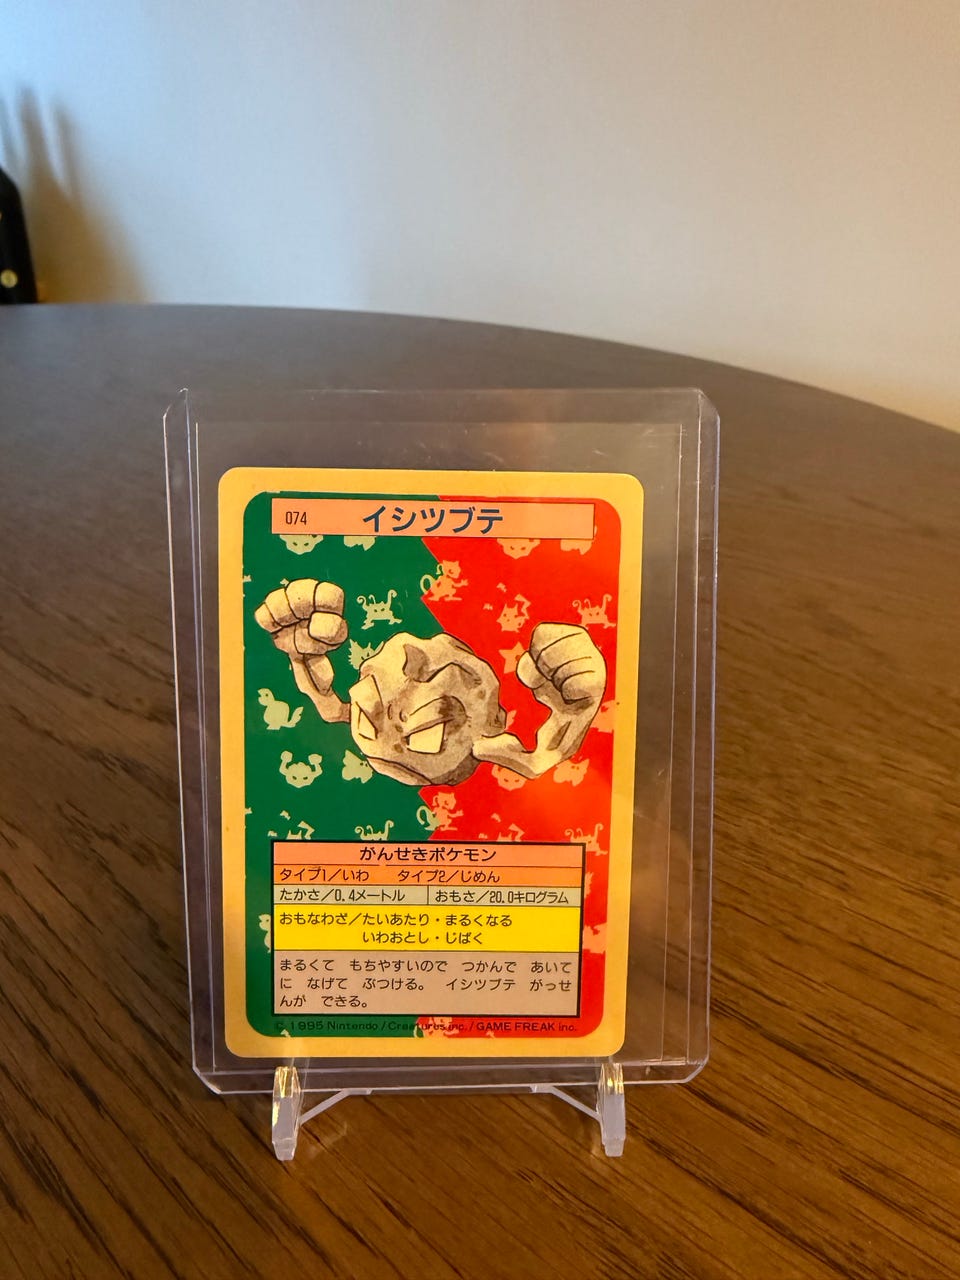 074 イシツブテ
がんせきポケモン
タイプ1／いわ タイプ2／じめん
たかさ／0.4メートル おもさ／20.0キログラム
おもなわざ／たいあたり・まるくなる
いわおとし・じばく
まるくて もちやすいので つかんで あいて
に なげて ぶつける。 イシツブテ がっせ
んが できる。
© 1995 Nintendo / Creatures inc. / GAME FREAK inc.